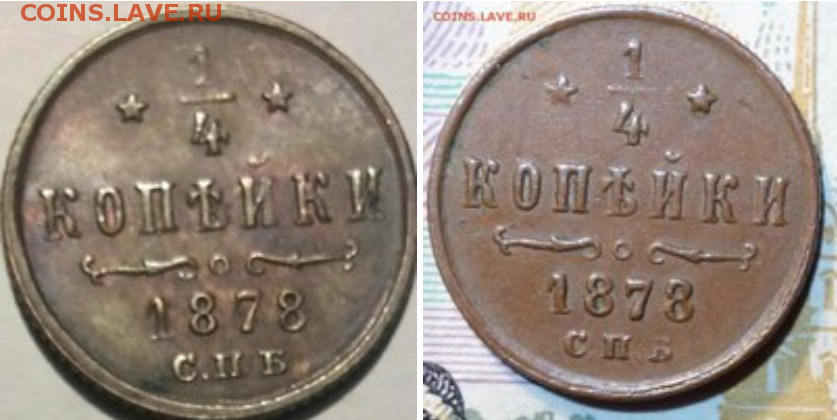 COINS.LAVE.RU
1
4
КОПѢЙКИ
1878
С.П Б
COINS.LAVE.RU
1
4
КОПѢЙКИ
1878
С П Б